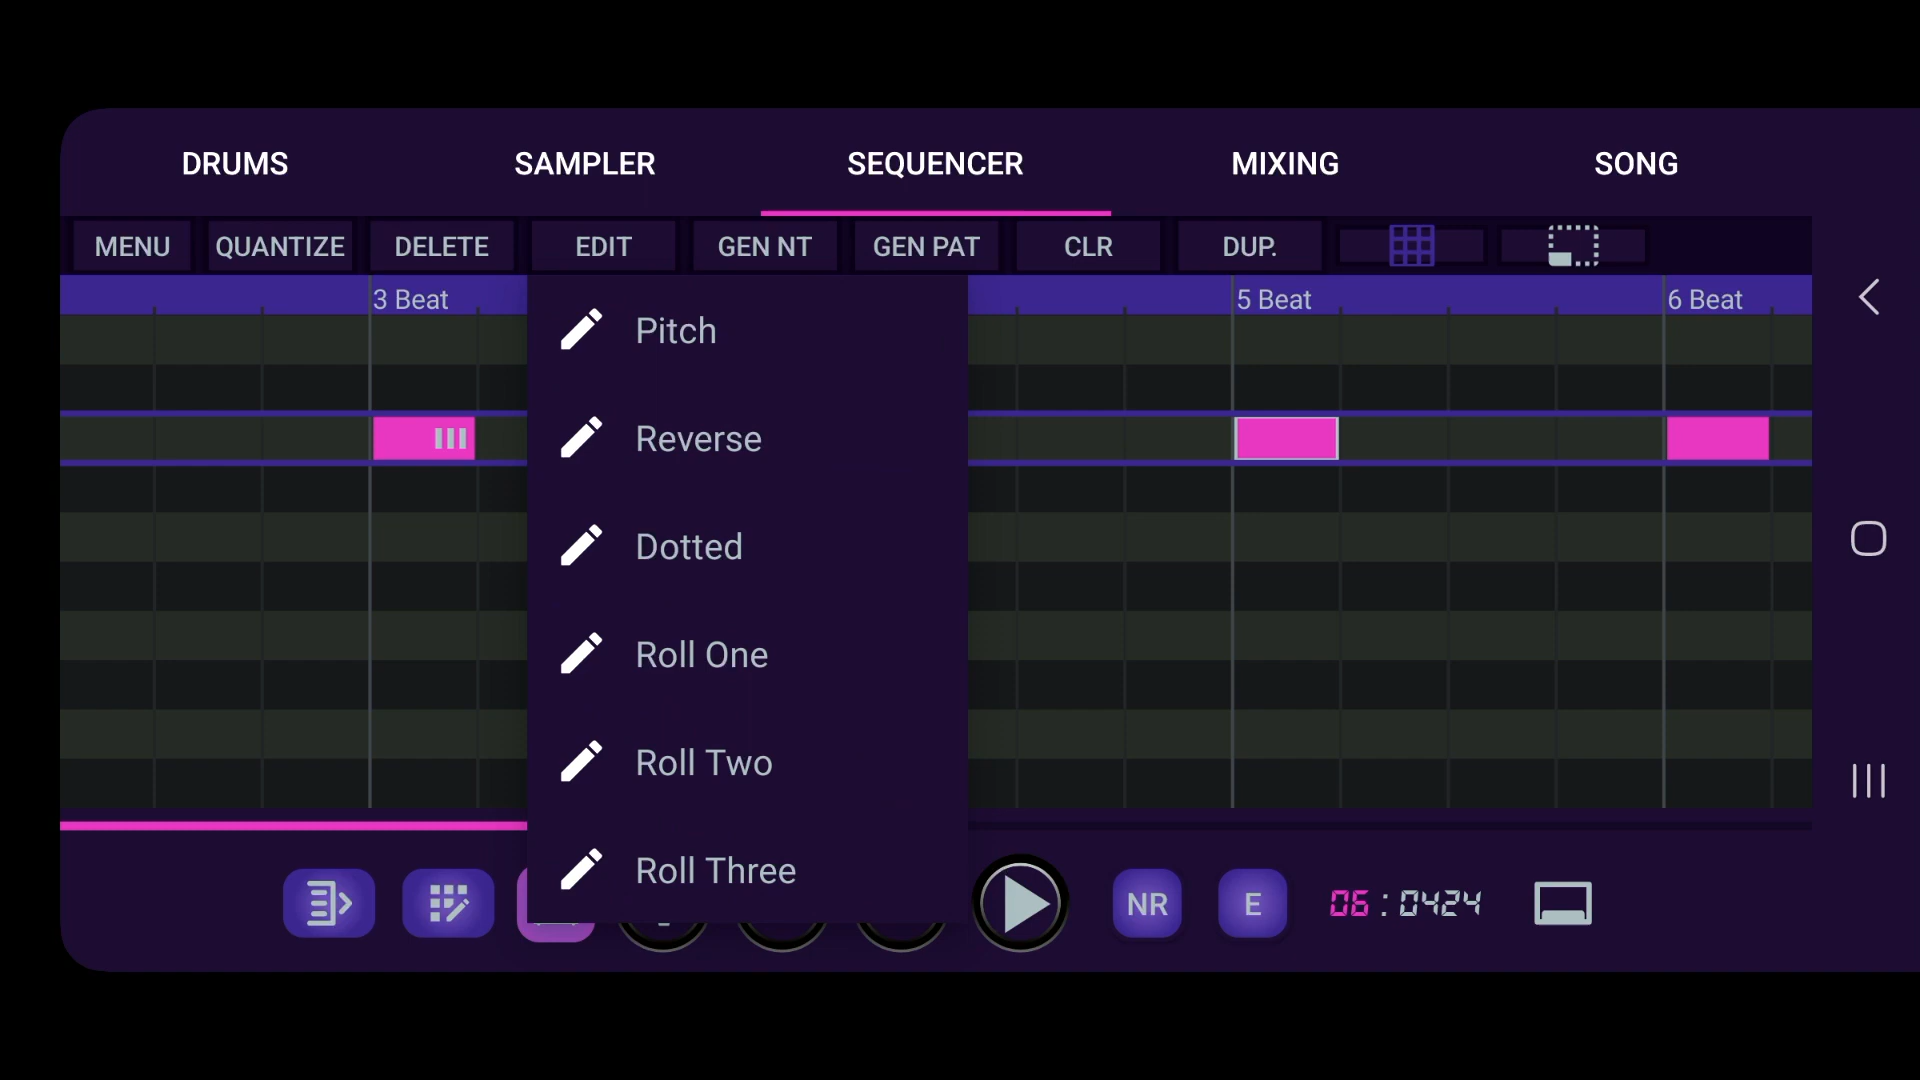 DRUMS SAMPLER SEQUENCER MIXING SONG
MENU QUANTIZE DELETE EDIT GEN NT GEN PAT CLR DUP.
3 Beat 5 Beat 6 Beat
Pitch
Reverse
Dotted
Roll One
Roll Two
Roll Three
NR E 06:0424